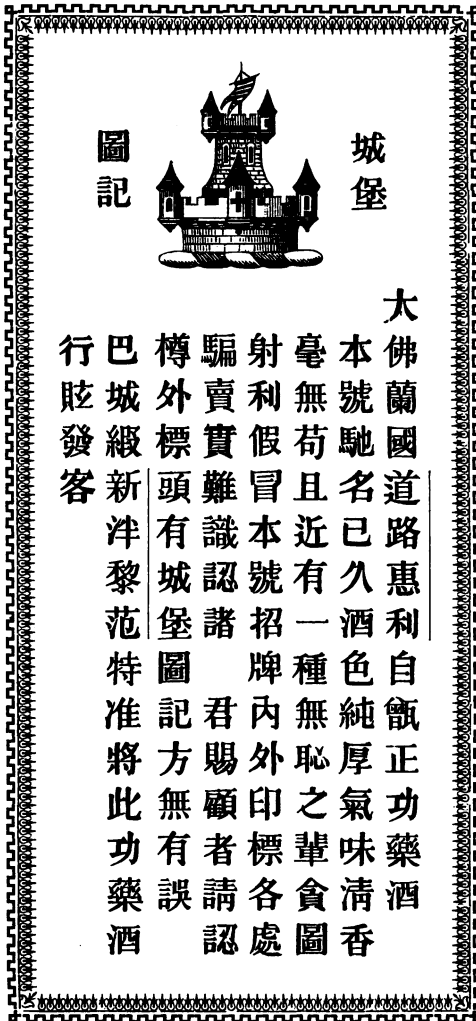 城堡
圖記
大佛蘭國道路惠利自甑正功藥酒
本號馳名已久酒色純厚氣味清香
毫無苟且近有一種無恥之輩貪圖
射利假冒本號招牌內外印標各處
騙賣實難識認諸 君賜顧者請認
樽外標頭有城堡圖記方無有誤
巴城緞新泮黎范特准將此功藥酒
行眩發客